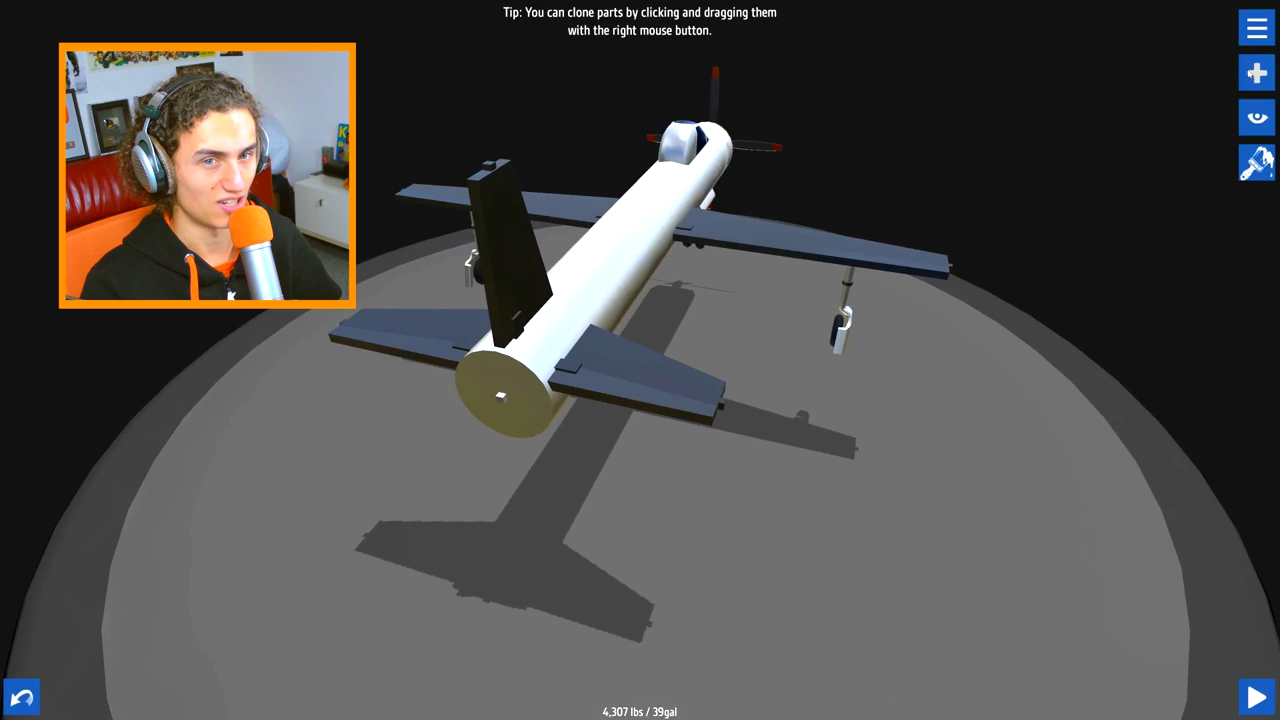 Tip: You can clone parts by clicking and dragging them
with the right mouse button.
4,307 lbs / 39gal